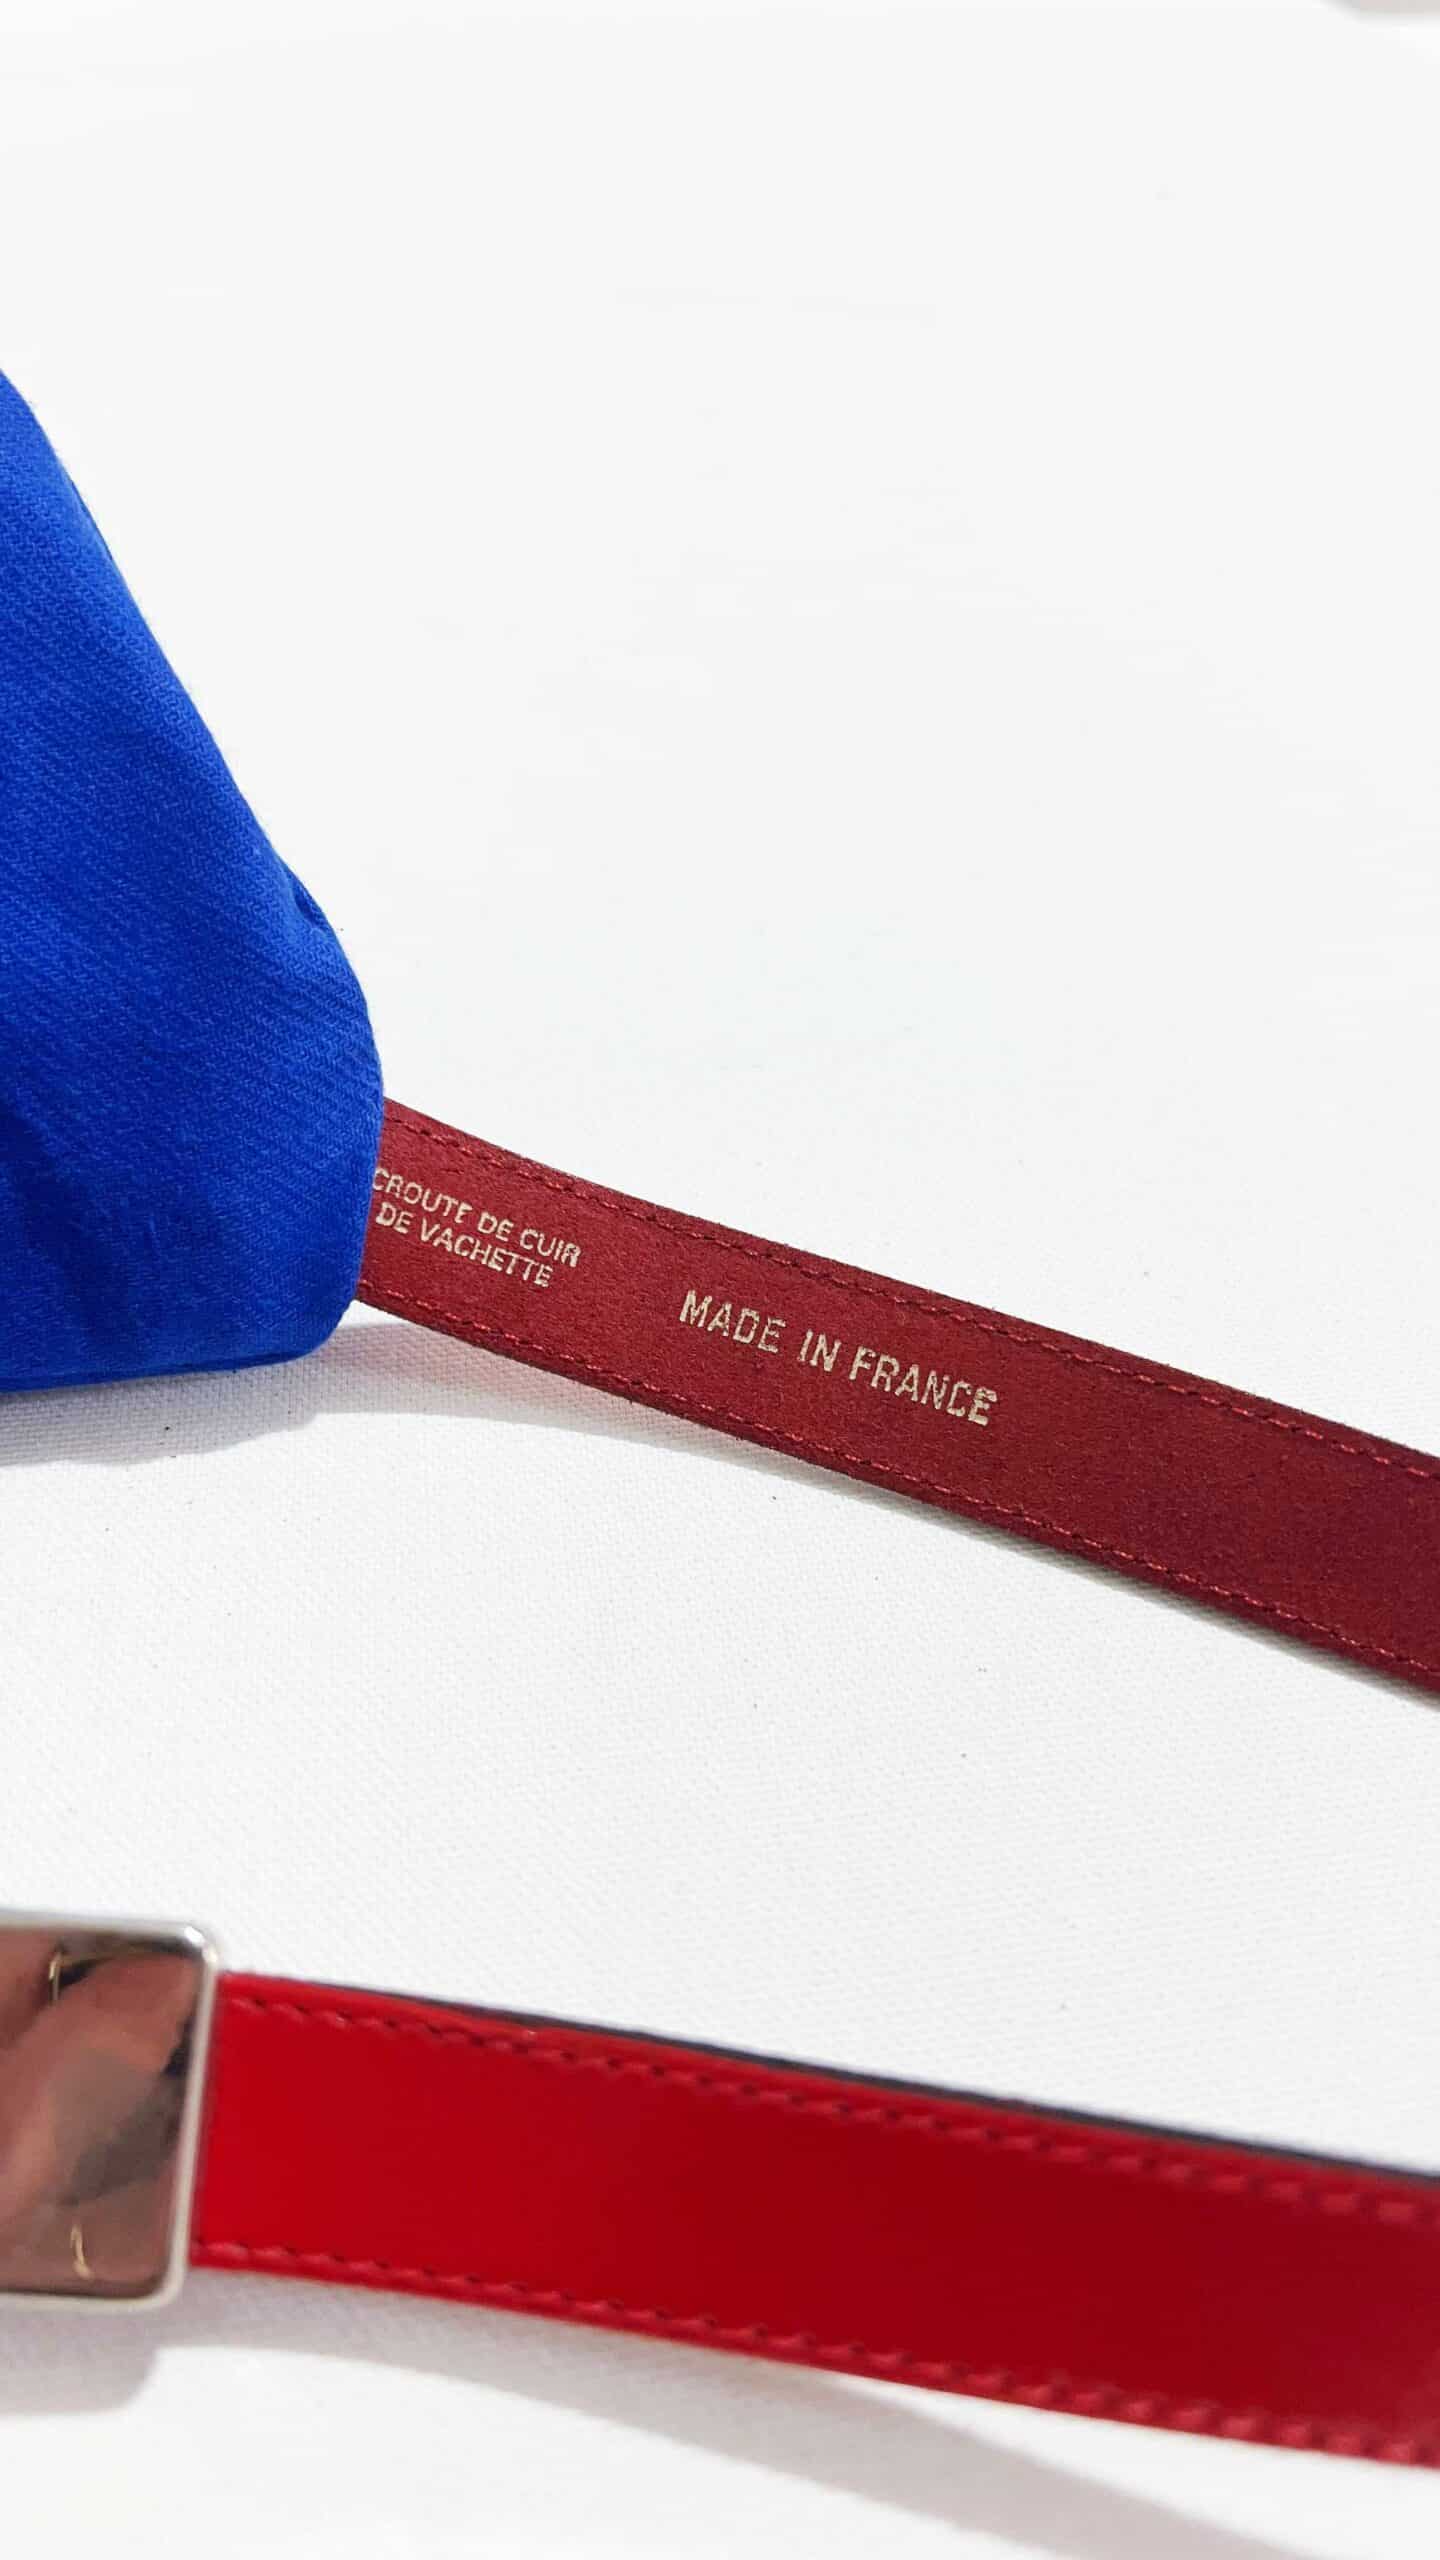 CROUTE DE CUIR
DE VACHETTE
MADE IN FRANCE